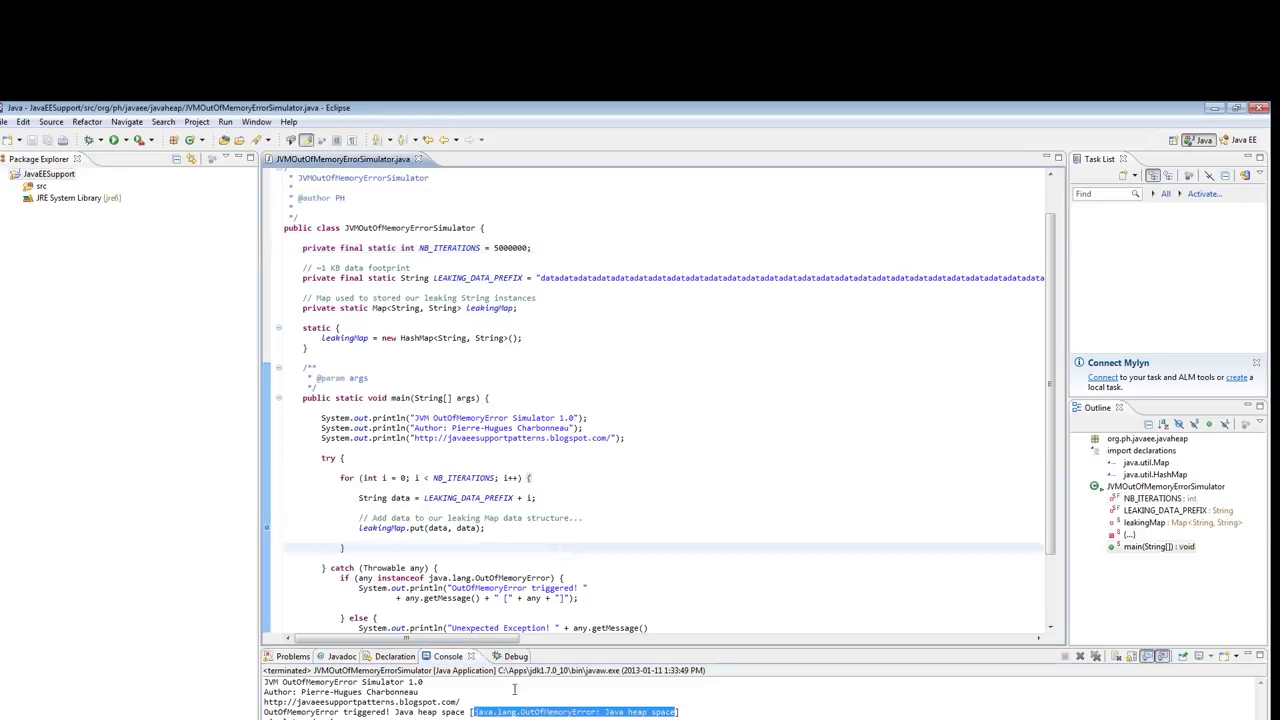 Java - JavaEESupport/src/org/ph/javaee/javaheap/JVMOutOfMemoryErrorSimulator.java - Eclipse
Edit Source Refactor Navigate Search Project Run Window Help
Java Java EE
Package Explorer
JavaEESupport
src
JRE System Library [jre6]
JVMOutOfMemoryErrorSimulator.java
* JVMOutOfMemoryErrorSimulator
*
* @author PH
*
*/
public class JVMOutOfMemoryErrorSimulator {
private final static int NB_ITERATIONS = 5000000;
// ~1 KB data footprint
private final static String LEAKING_DATA_PREFIX = "datadatadatadatadatadatadatadatadatadatadatadatadatadatadatadatadatadatadatadatadatadatadatadatadatadatadatadata
// Map used to stored our leaking String instances
private static Map<String, String> leakingMap;
static {
leakingMap = new HashMap<String, String>();
}
/**
* @param args
*/
public static void main(String[] args) {
System.out.println("JVM OutOfMemoryError Simulator 1.0");
System.out.println("Author: Pierre-Hugues Charbonneau");
System.out.println("http://javaeesupportpatterns.blogspot.com/");
try {
for (int i = 0; i < NB_ITERATIONS; i++) {
String data = LEAKING_DATA_PREFIX + i;
// Add data to our leaking Map data structure...
leakingMap.put(data, data);
}
} catch (Throwable any) {
if (any instanceof java.lang.OutOfMemoryError) {
System.out.println("OutOfMemoryError triggered! "
+ any.getMessage() + " [" + any + "]");
} else {
System.out.println("Unexpected Exception! " + any.getMessage()
Task List
Find All Activate...
Connect Mylyn
Connect to your task and ALM tools or create a
local task.
Outline
org.ph.javaee.javaheap
import declarations
java.util.Map
java.util.HashMap
JVMOutOfMemoryErrorSimulator
NB_ITERATIONS : int
LEAKING_DATA_PREFIX : String
leakingMap : Map<String, String>
{...}
main(String[]) : void
Problems Javadoc Declaration Console Debug
<terminated> JVMOutOfMemoryErrorSimulator [Java Application] C:\Apps\jdk1.7.0_10\bin\javaw.exe (2013-01-11 1:33:49 PM)
JVM OutOfMemoryError Simulator 1.0
Author: Pierre-Hugues Charbonneau
http://javaeesupportpatterns.blogspot.com/
OutOfMemoryError triggered! Java heap space [java.lang.OutOfMemoryError: Java heap space]